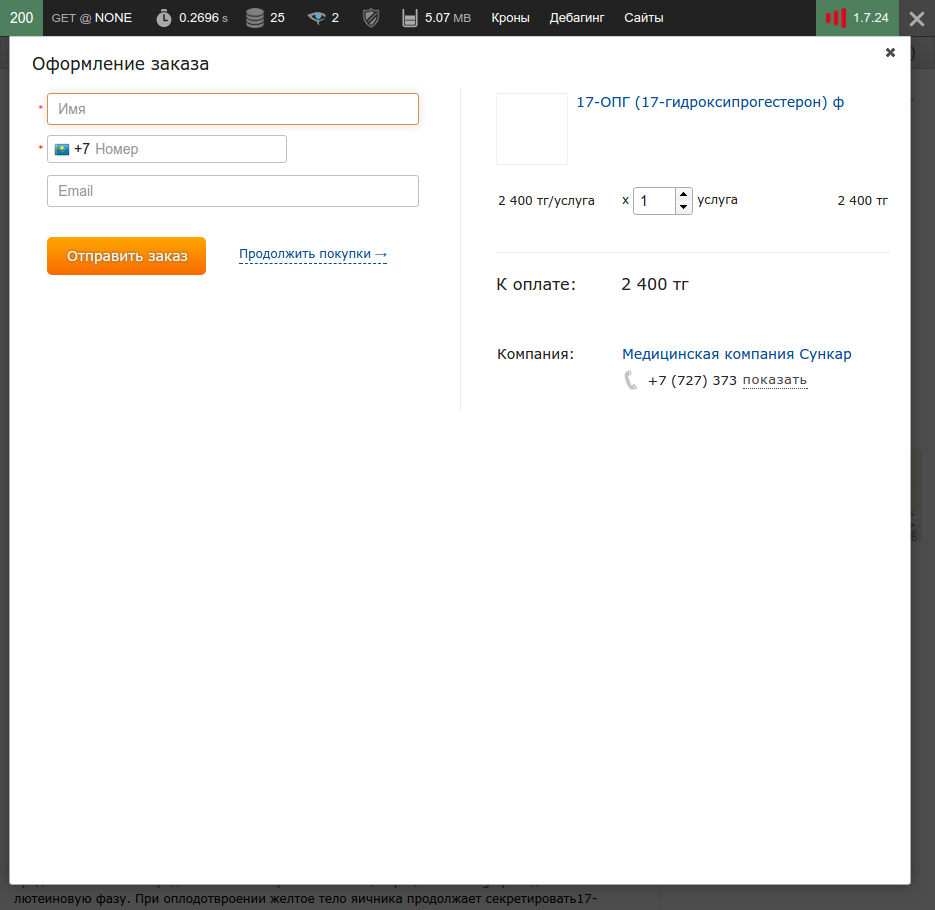 200 GET @ NONE 0.2696 s 25 2 5.07 MB Кроны Дебагинг Сайты 1.7.24
Оформление заказа
* Имя
* +7 Номер
Email
Отправить заказ Продолжить покупки →
17-ОПГ (17-гидроксипрогестерон) ф
2 400 тг/услуга x 1 услуга 2 400 тг
К оплате: 2 400 тг
Компания: Медицинская компания Сункар
+7 (727) 373 показать
лютеиновую фазу. При оплодотвроении желтое тело яичника продолжает секретировать17-